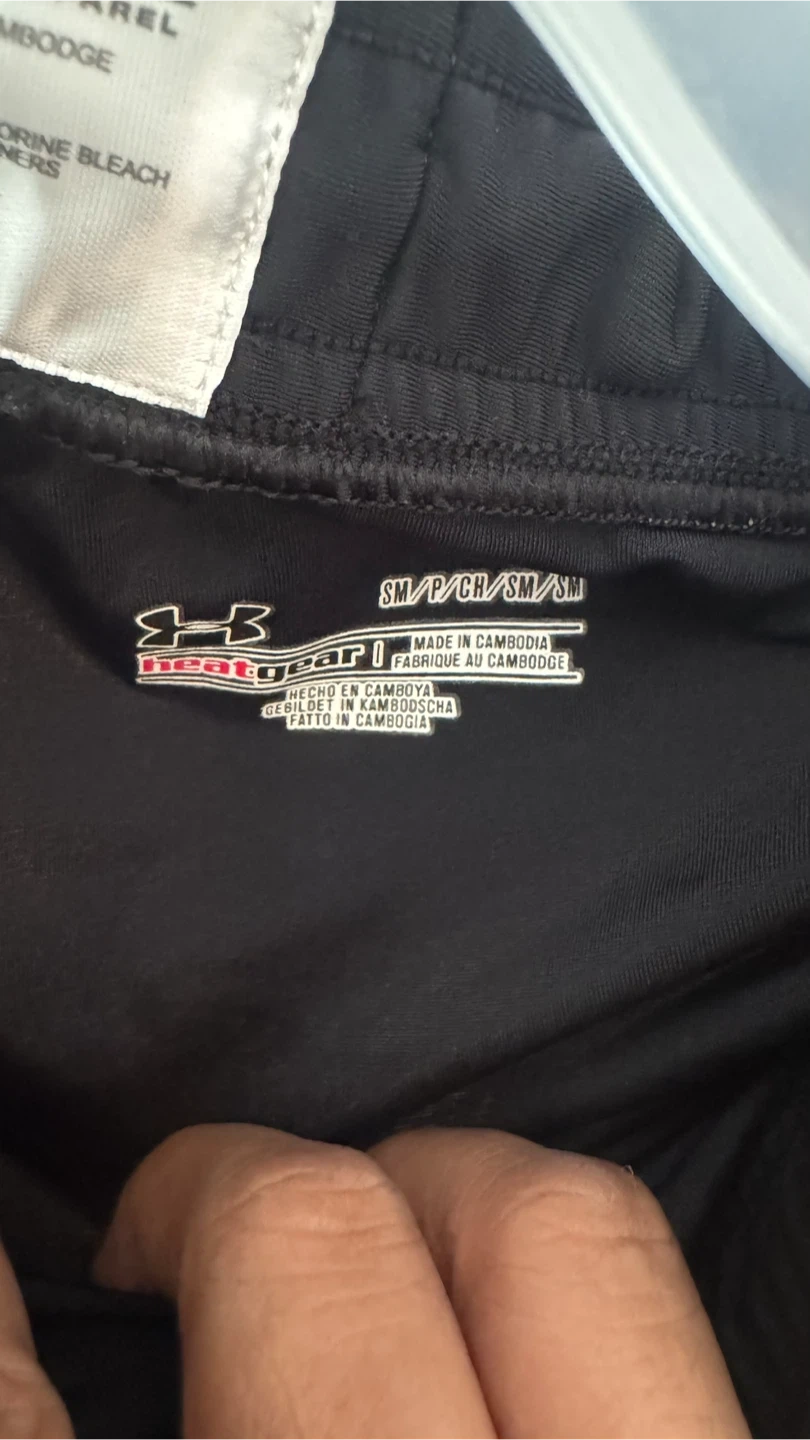 AREL
MBODGE
ORINE BLEACH
NERS
SM/P/CH/SM/SM
heatgear
MADE IN CAMBODIA
FABRIQUE AU CAMBODGE
HECHO EN CAMBOYA
GEBILDET IN KAMBODSCHA
FATTO IN CAMBOGIA